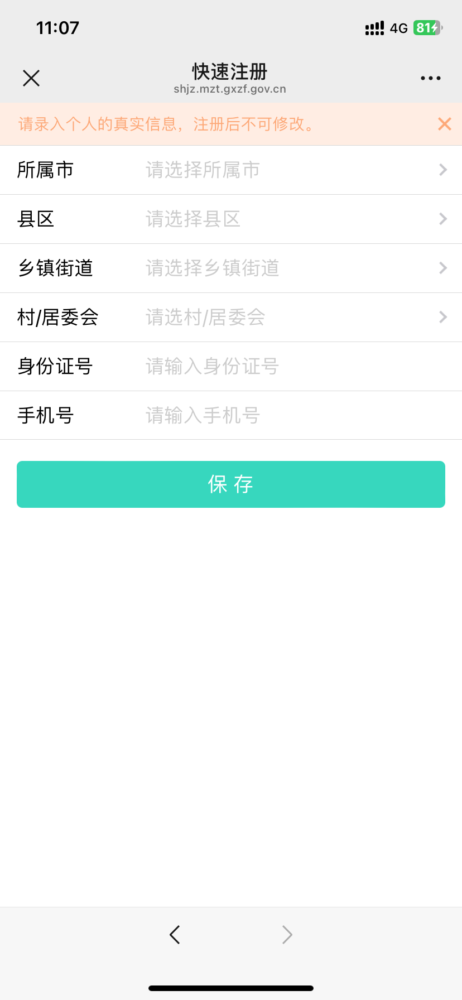 11:07
4G 81
快速注册
shjz.mzt.gxzf.gov.cn
请录入个人的真实信息，注册后不可修改。
所属市 请选择所属市
县区 请选择县区
乡镇街道 请选择乡镇街道
村/居委会 请选村/居委会
身份证号 请输入身份证号
手机号 请输入手机号
保 存